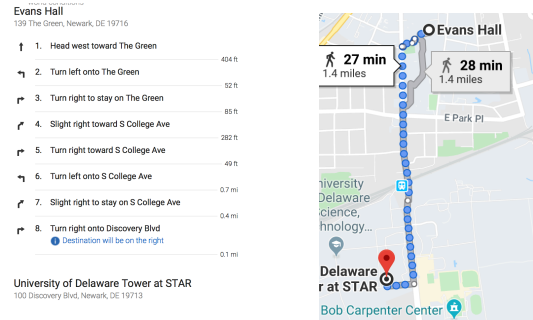 Evans Hall
139 The Green, Newark, DE 19716
1. Head west toward The Green
404 ft
2. Turn left onto The Green
52 ft
3. Turn right to stay on The Green
85 ft
4. Slight right toward S College Ave
282 ft
5. Turn right toward S College Ave
49 ft
6. Turn left onto S College Ave
0.7 mi
7. Slight right to stay on S College Ave
0.4 mi
8. Turn right onto Discovery Blvd
Destination will be on the right
0.1 mi
University of Delaware Tower at STAR
100 Discovery Blvd, Newark, DE 19713
Evans Hall
27 min
1.4 miles
28 min
1.4 miles
E Park Pl
niversity
Delaware
cience,
hnology...
Delaware
r at STAR
Bob Carpenter Center